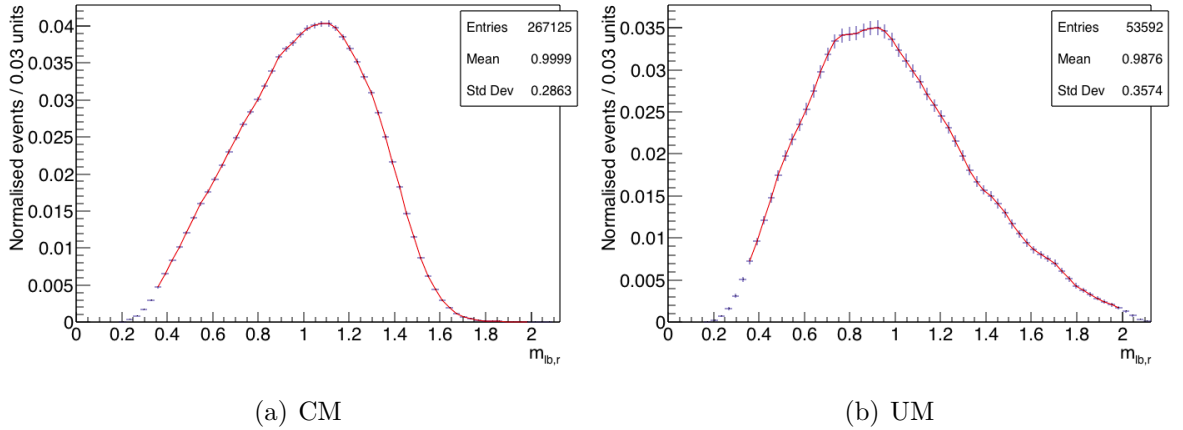 Normalised events / 0.03 units
0.04
0.035
0.03
0.025
0.02
0.015
0.01
0.005
0
0 0.2 0.4 0.6 0.8 1 1.2 1.4 1.6 1.8 2
m_lb,r
Entries 267125
Mean 0.9999
Std Dev 0.2863
(a) CM
Normalised events / 0.03 units
0.035
0.03
0.025
0.02
0.015
0.01
0.005
0
0 0.2 0.4 0.6 0.8 1 1.2 1.4 1.6 1.8 2
m_lb,r
Entries 53592
Mean 0.9876
Std Dev 0.3574
(b) UM